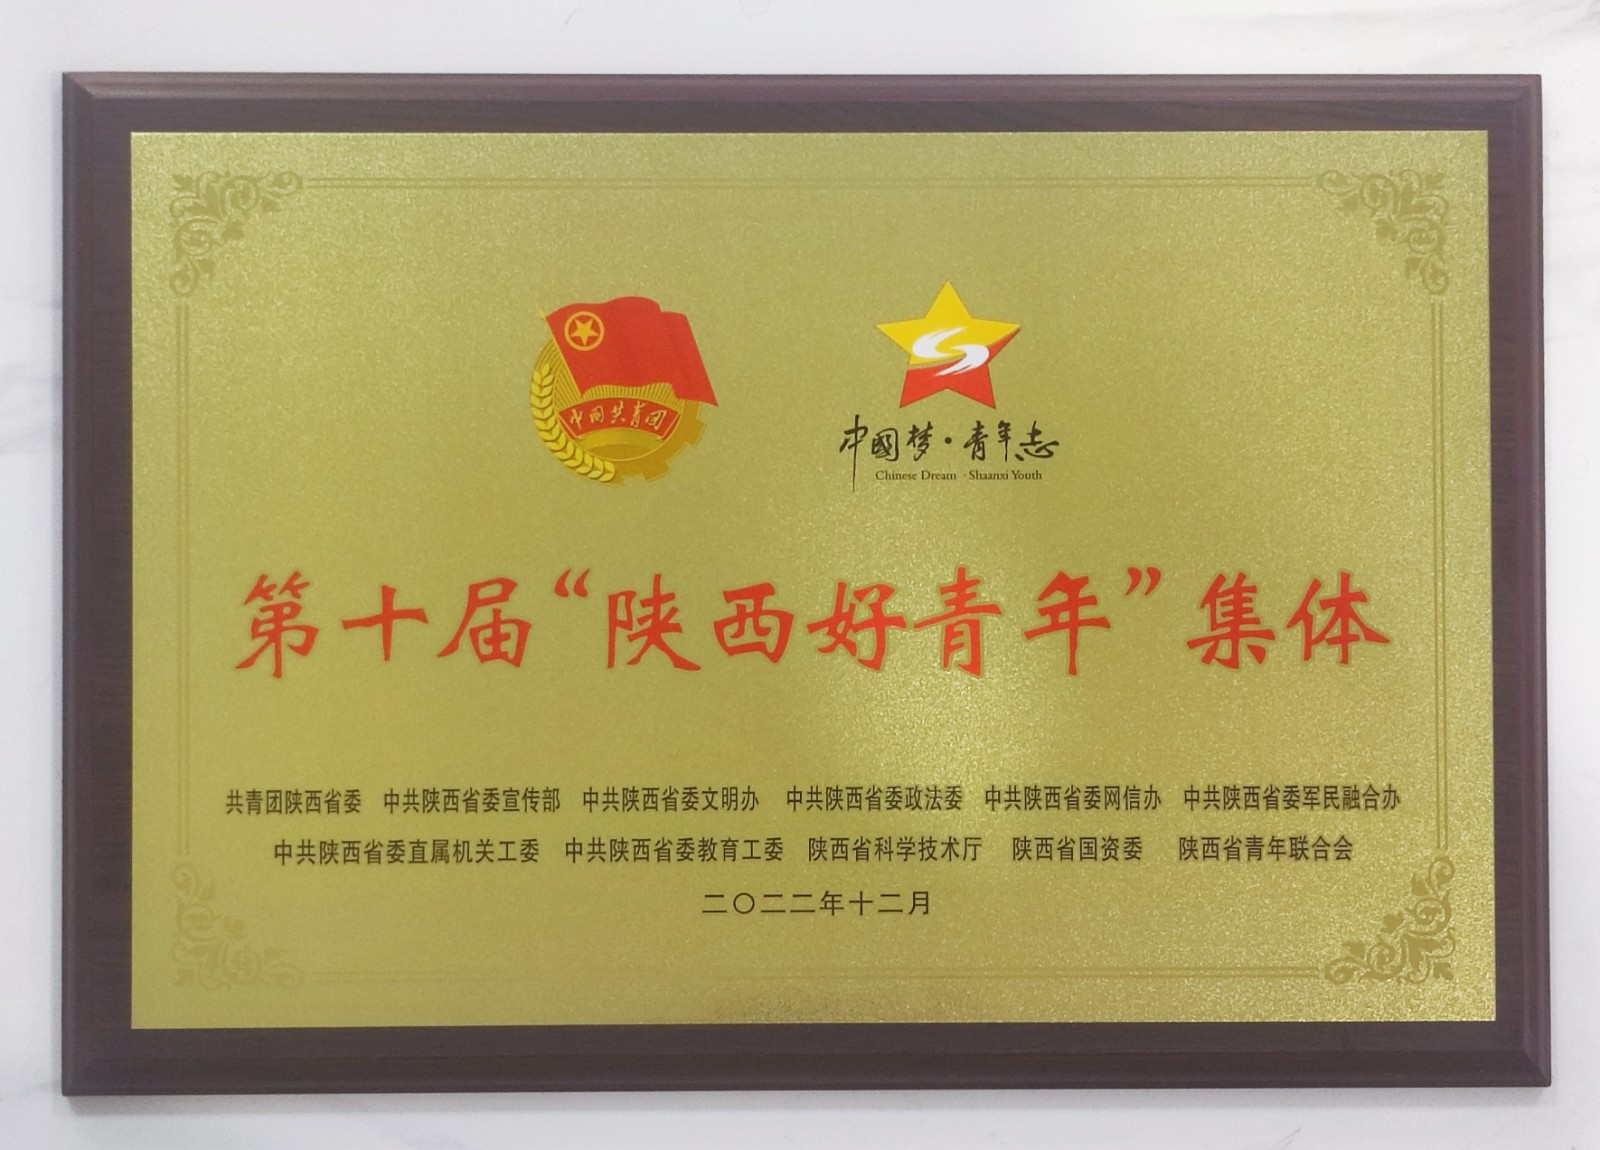 中国共青团
中國梦·青年志
Chinese Dream · Shaanxi Youth
第十届“陕西好青年”集体
共青团陕西省委 中共陕西省委宣传部 中共陕西省委文明办 中共陕西省委政法委 中共陕西省委网信办 中共陕西省委军民融合办
中共陕西省委直属机关工委 中共陕西省委教育工委 陕西省科学技术厅 陕西省国资委 陕西省青年联合会
二〇二二年十二月